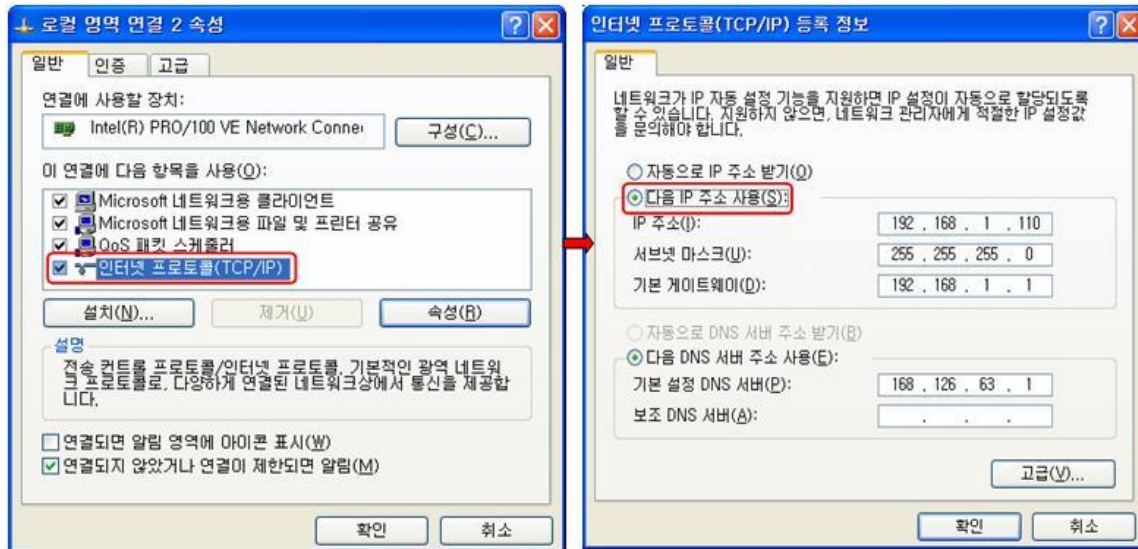 로컬 영역 연결 2 속성
일반 인증 고급
연결에 사용할 장치:
Intel(R) PRO/100 VE Network Connec
구성(C)...
이 연결에 다음 항목을 사용(O):
Microsoft 네트워크용 클라이언트
Microsoft 네트워크용 파일 및 프린터 공유
QoS 패킷 스케줄러
인터넷 프로토콜(TCP/IP)
설치(N)... 제거(U) 속성(R)
설명
전송 컨트롤 프로토콜/인터넷 프로토콜. 기본적인 광역 네트워
크 프로토콜로, 다양하게 연결된 네트워크상에서 통신을 제공합
니다.
연결되면 알림 영역에 아이콘 표시(W)
연결되지 않았거나 연결이 제한되면 알림(M)
확인 취소
인터넷 프로토콜(TCP/IP) 등록 정보
일반
네트워크가 IP 자동 설정 기능을 지원하면 IP 설정이 자동으로 할당되도록
할 수 있습니다. 지원하지 않으면, 네트워크 관리자에게 적절한 IP 설정값
을 문의해야 합니다.
자동으로 IP 주소 받기(O)
다음 IP 주소 사용(S):
IP 주소(I): 192 . 168 . 1 . 110
서브넷 마스크(U): 255 . 255 . 255 . 0
기본 게이트웨이(D): 192 . 168 . 1 . 1
자동으로 DNS 서버 주소 받기(B)
다음 DNS 서버 주소 사용(E):
기본 설정 DNS 서버(P): 168 . 126 . 63 . 1
보조 DNS 서버(A): . . .
고급(V)...
확인 취소